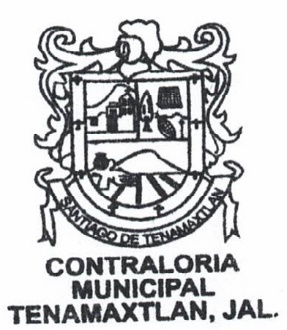 SANTIAGO DE TENAMAXTLAN
CONTRALORIA
MUNICIPAL
TENAMAXTLAN, JAL.